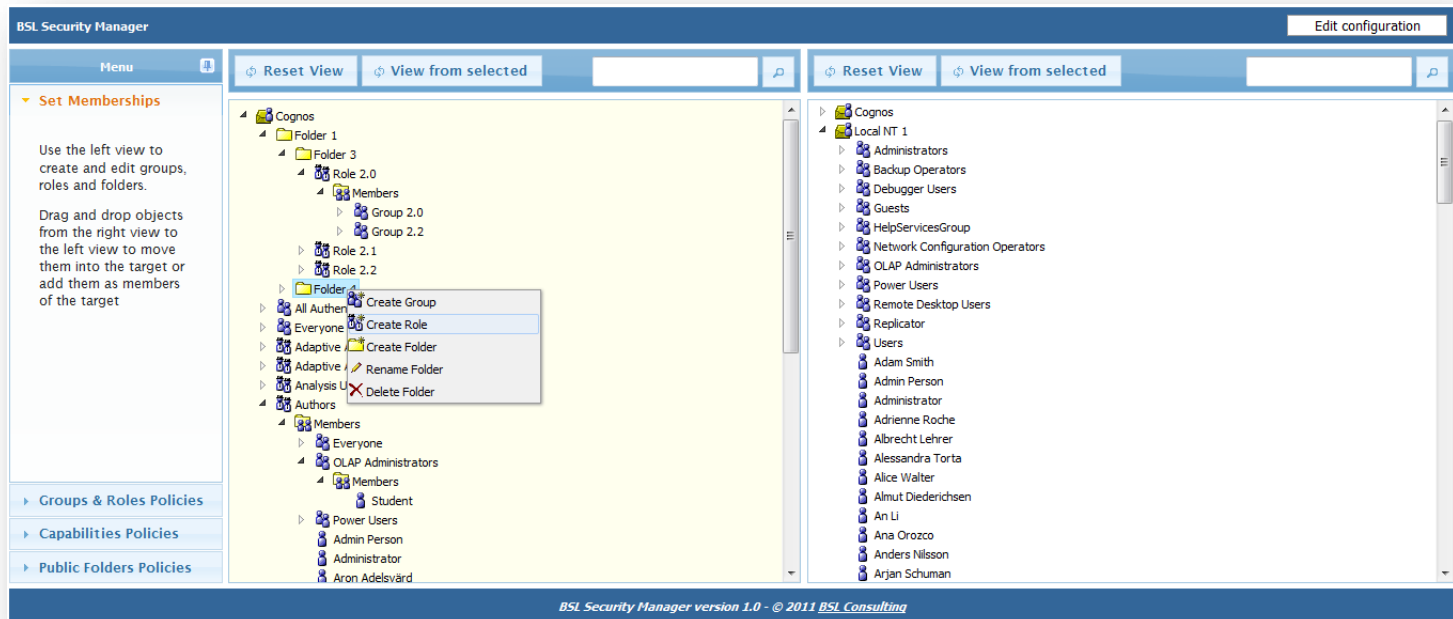 BSL Security Manager
Edit configuration
Menu
Set Memberships
Use the left view to
create and edit groups,
roles and folders.
Drag and drop objects
from the right view to
the left view to move
them into the target or
add them as members
of the target
Groups & Roles Policies
Capabilities Policies
Public Folders Policies
Reset View
View from selected
Cognos
Folder 1
Folder 3
Role 2.0
Members
Group 2.0
Group 2.2
Role 2.1
Role 2.2
Folder 4
All Authen
Everyone
Adaptive A
Adaptive A
Analysis U
Authors
Members
Everyone
OLAP Administrators
Members
Student
Power Users
Admin Person
Administrator
Aron Adelsvärd
Create Group
Create Role
Create Folder
Rename Folder
Delete Folder
Reset View
View from selected
Cognos
Local NT 1
Administrators
Backup Operators
Debugger Users
Guests
HelpServicesGroup
Network Configuration Operators
OLAP Administrators
Power Users
Remote Desktop Users
Replicator
Users
Adam Smith
Admin Person
Administrator
Adrienne Roche
Albrecht Lehrer
Alessandra Torta
Alice Walter
Almut Diederichsen
An Li
Ana Orozco
Anders Nilsson
Arjan Schuman
BSL Security Manager version 1.0 - © 2011 BSL Consulting